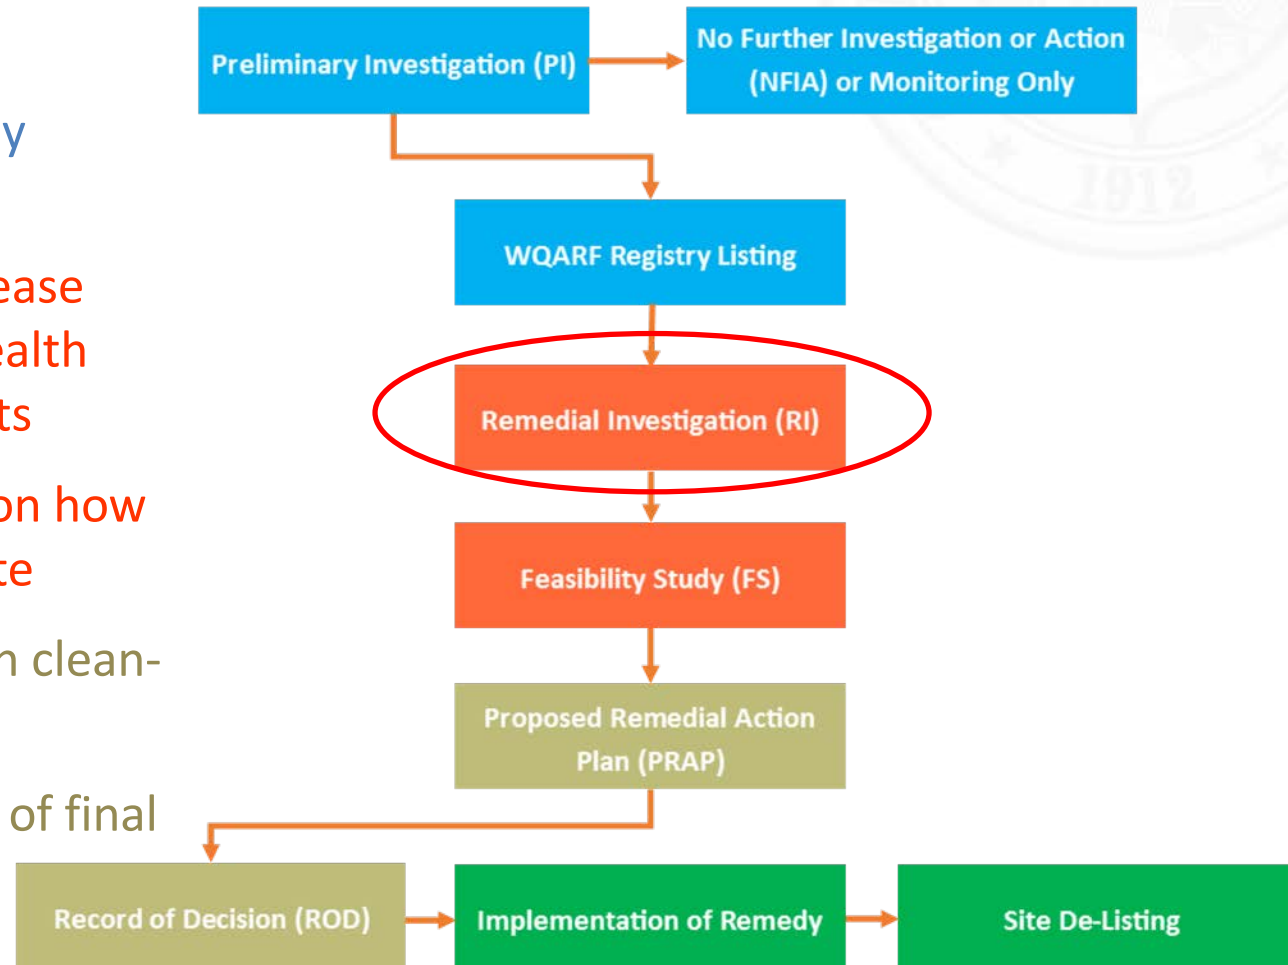 y
ease
ealth
ts
on how
te
n clean-
of final
Preliminary Investigation (PI)
No Further Investigation or Action
(NFIA) or Monitoring Only
1912
WQARF Registry Listing
Remedial Investigation (RI)
Feasibility Study (FS)
Proposed Remedial Action
Plan (PRAP)
Record of Decision (ROD)
Implementation of Remedy
Site De-Listing